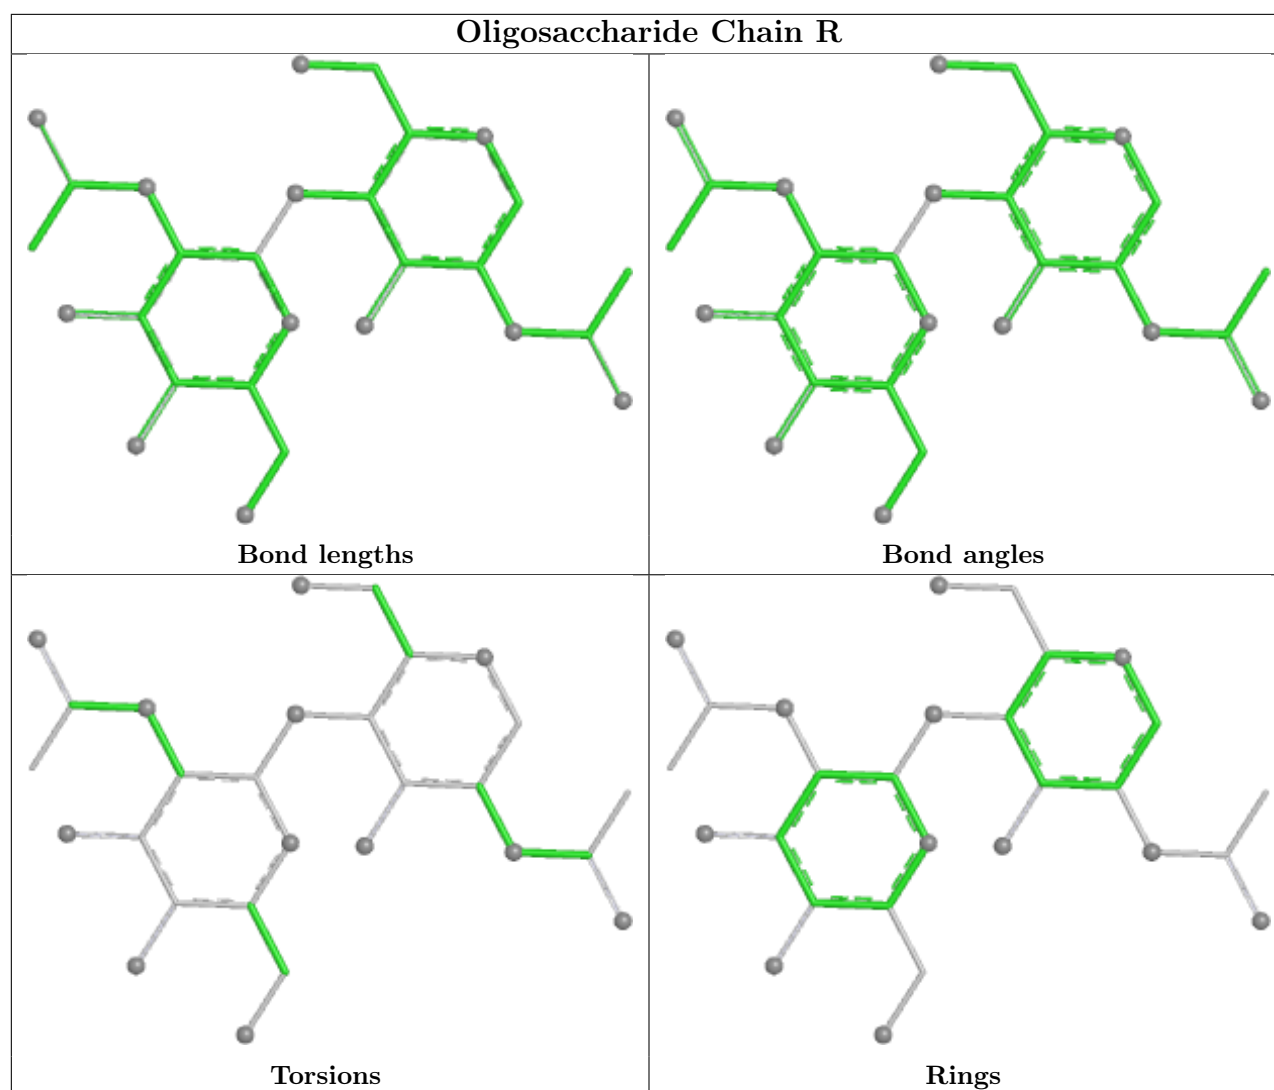 Oligosaccharide Chain R
Bond lengths
Bond angles
Torsions
Rings